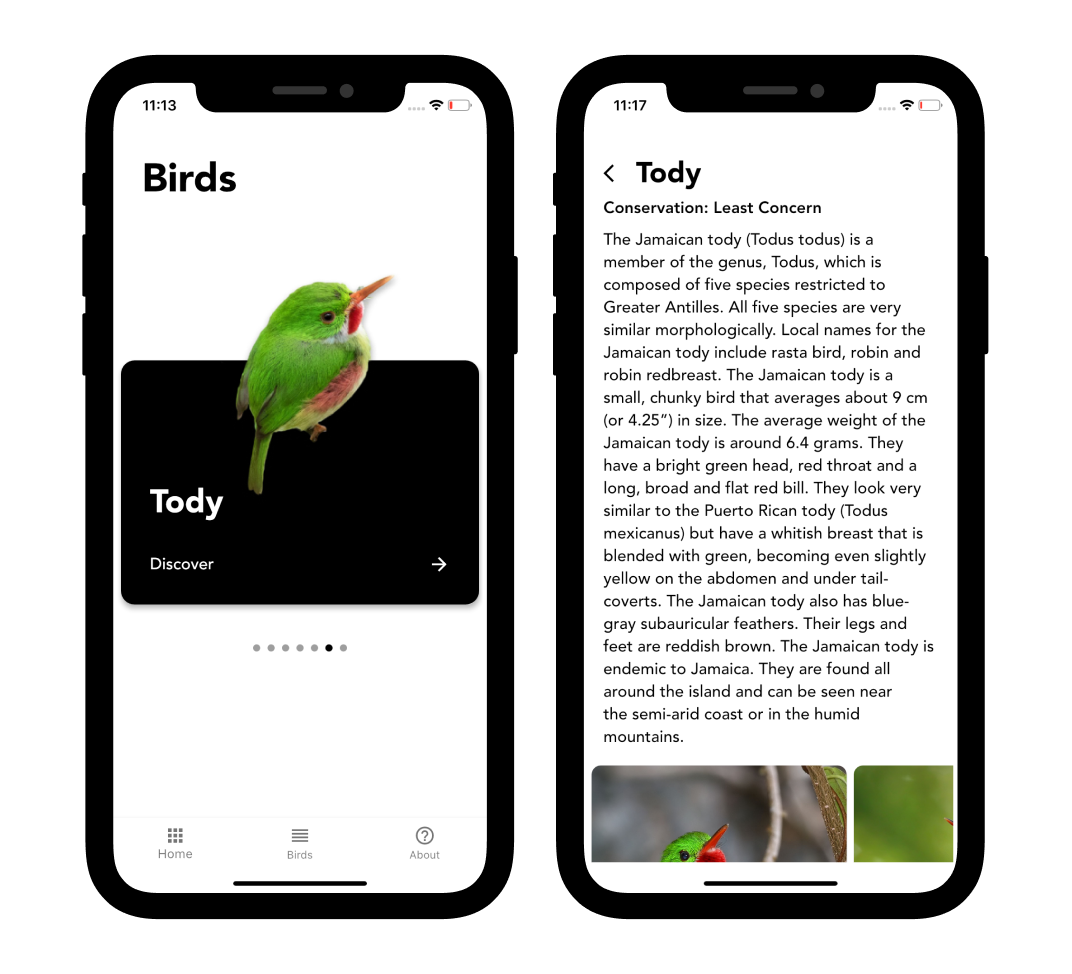 11:13
Birds
Tody
Discover
Home
Birds
About
11:17
Tody
Conservation: Least Concern
The Jamaican tody (Todus todus) is a
member of the genus, Todus, which is
composed of five species restricted to
Greater Antilles. All five species are very
similar morphologically. Local names for the
Jamaican tody include rasta bird, robin and
robin redbreast. The Jamaican tody is a
small, chunky bird that averages about 9 cm
(or 4.25”) in size. The average weight of the
Jamaican tody is around 6.4 grams. They
have a bright green head, red throat and a
long, broad and flat red bill. They look very
similar to the Puerto Rican tody (Todus
mexicanus) but have a whitish breast that is
blended with green, becoming even slightly
yellow on the abdomen and under tail-
coverts. The Jamaican tody also has blue-
gray subauricular feathers. Their legs and
feet are reddish brown. The Jamaican tody is
endemic to Jamaica. They are found all
around the island and can be seen near
the semi-arid coast or in the humid
mountains.